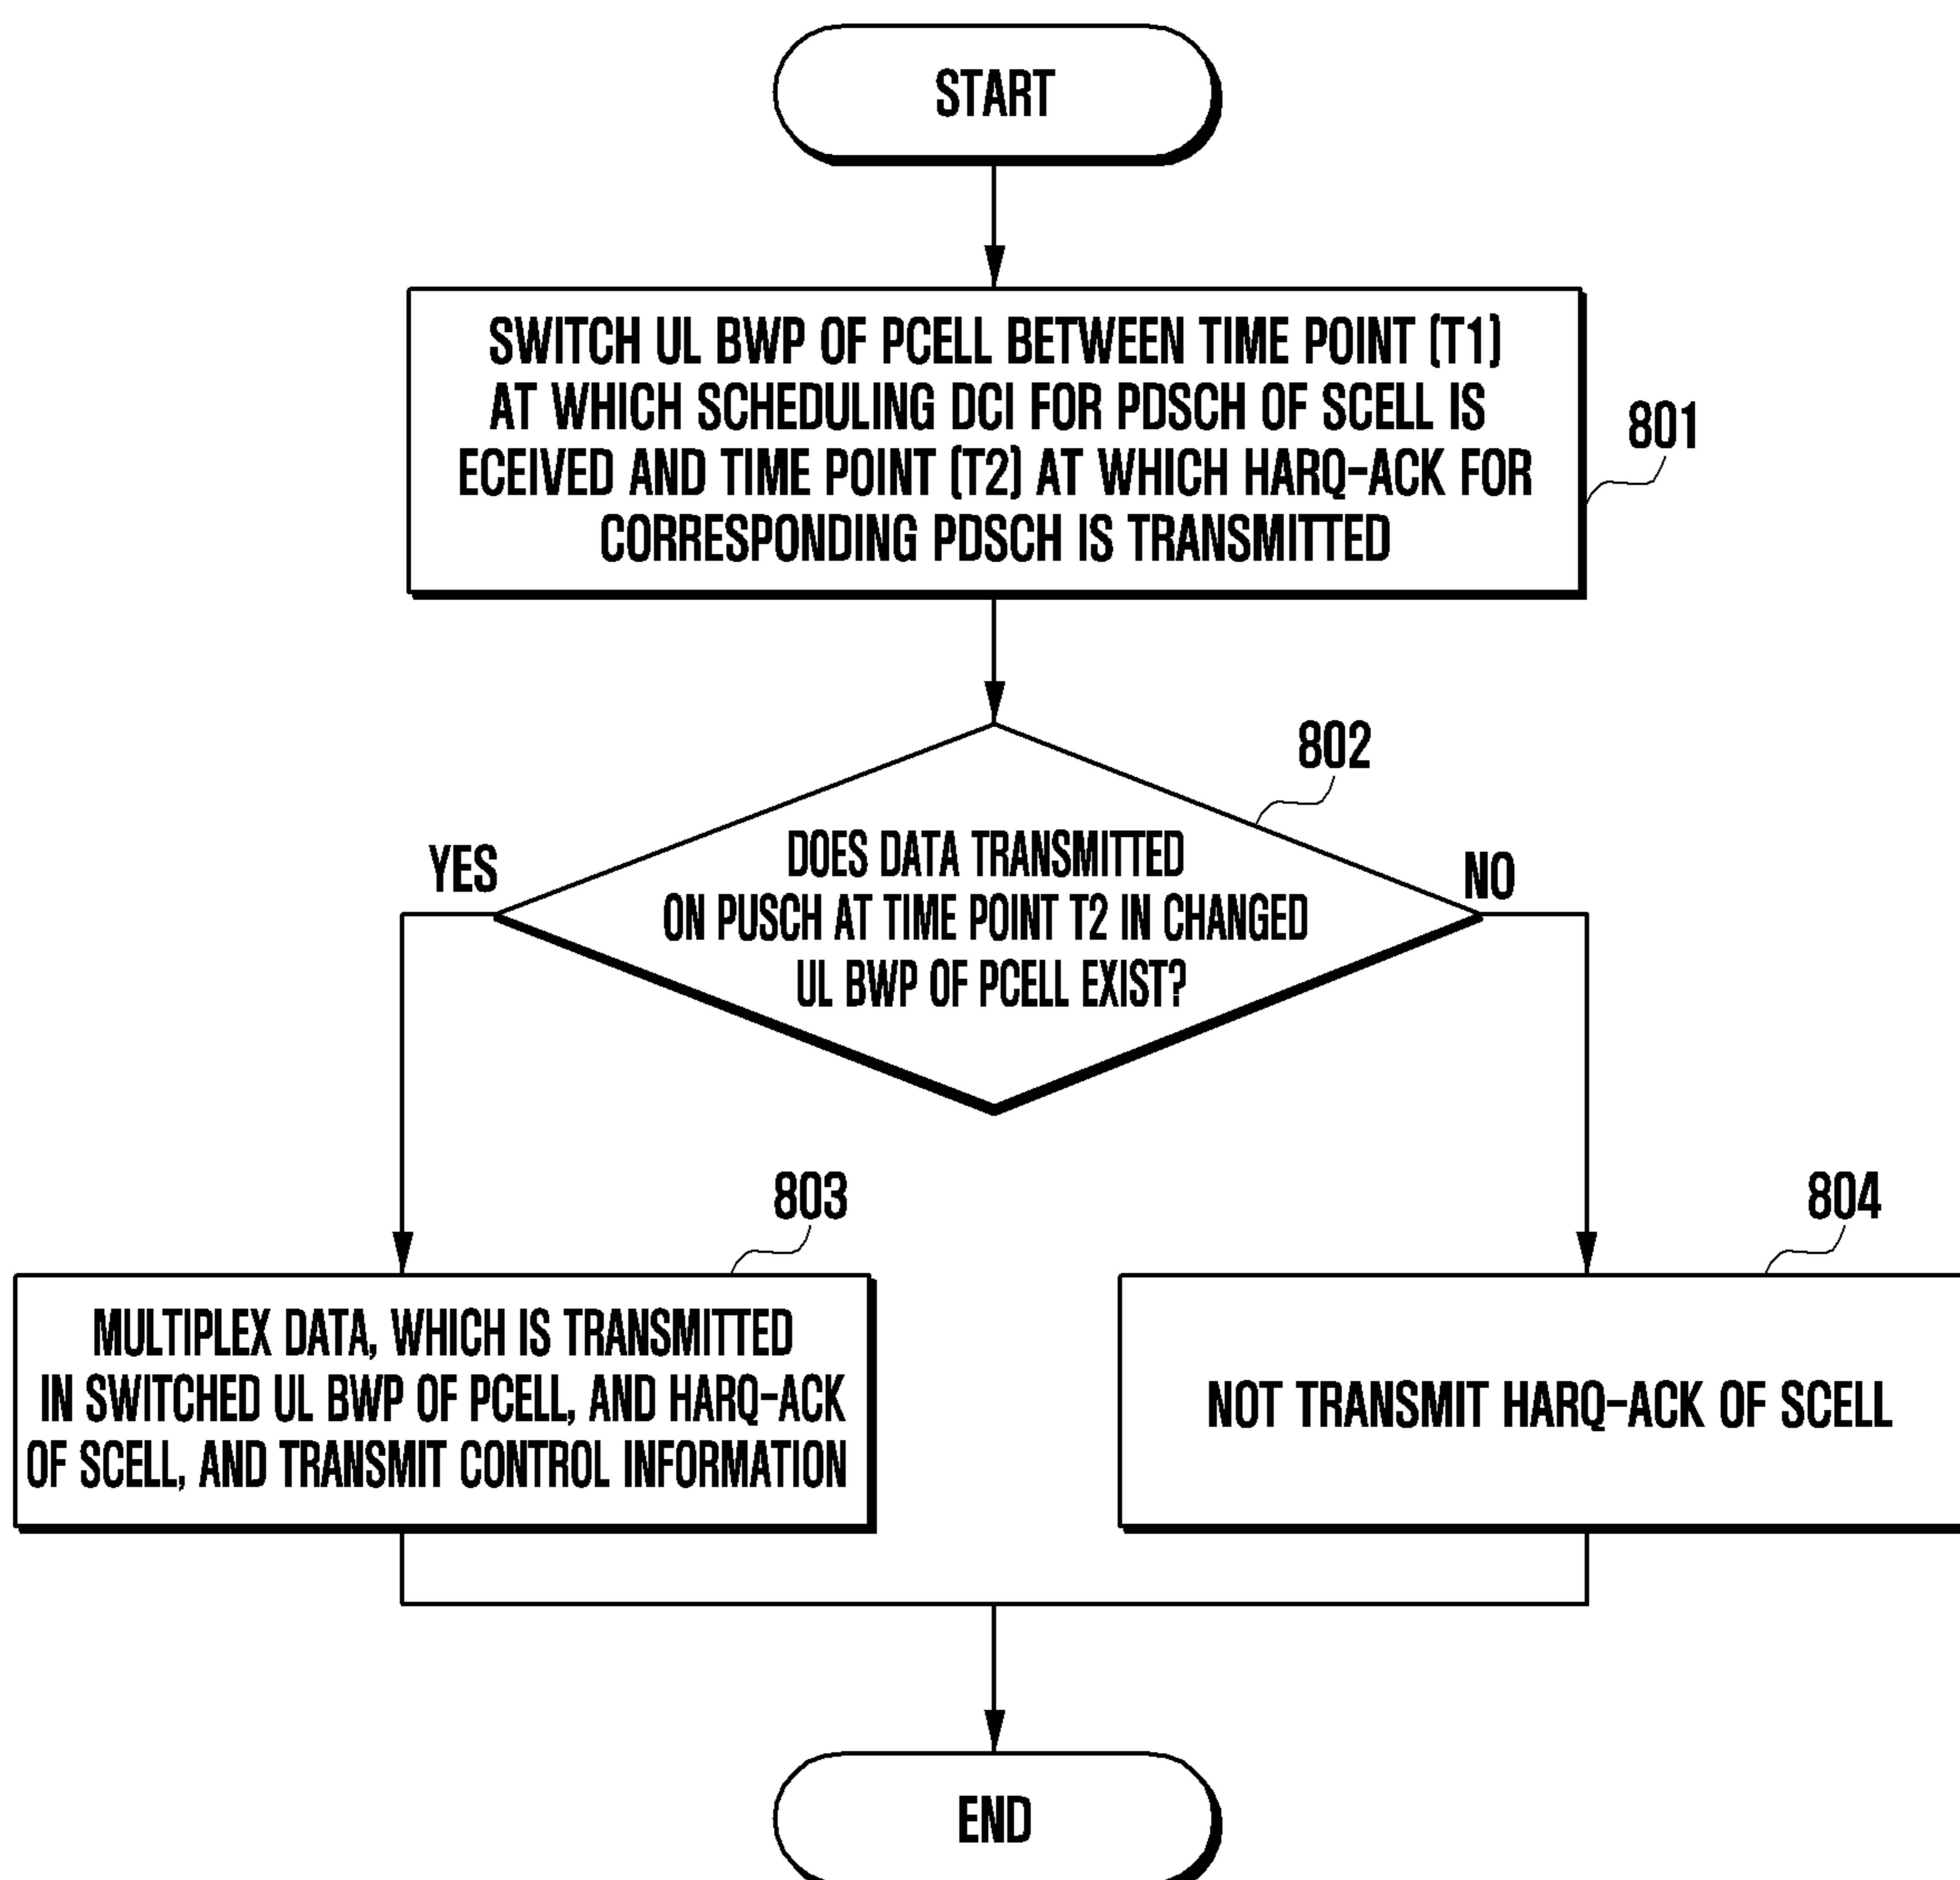 START
SWITCH UL BWP OF PCELL BETWEEN TIME POINT (T1)
AT WHICH SCHEDULING DCI FOR PDSCH OF SCELL IS
ECEIVED AND TIME POINT (T2) AT WHICH HARQ-ACK FOR
CORRESPONDING PDSCH IS TRANSMITTED
801
802
DOES DATA TRANSMITTED
ON PUSCH AT TIME POINT T2 IN CHANGED
UL BWP OF PCELL EXIST?
YES
NO
803
MULTIPLEX DATA, WHICH IS TRANSMITTED
IN SWITCHED UL BWP OF PCELL, AND HARQ-ACK
OF SCELL, AND TRANSMIT CONTROL INFORMATION
804
NOT TRANSMIT HARQ-ACK OF SCELL
END